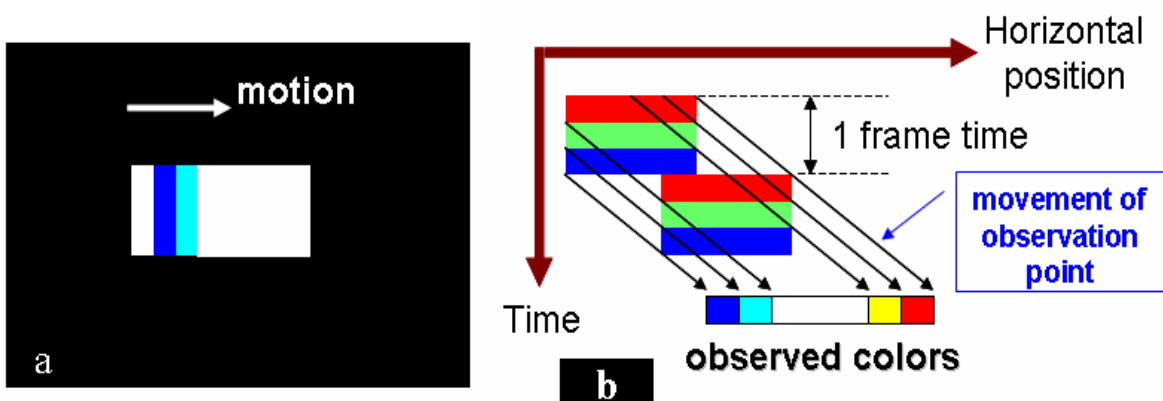 motion
a
Horizontal
position
1 frame time
movement of
observation
point
Time
observed colors
b